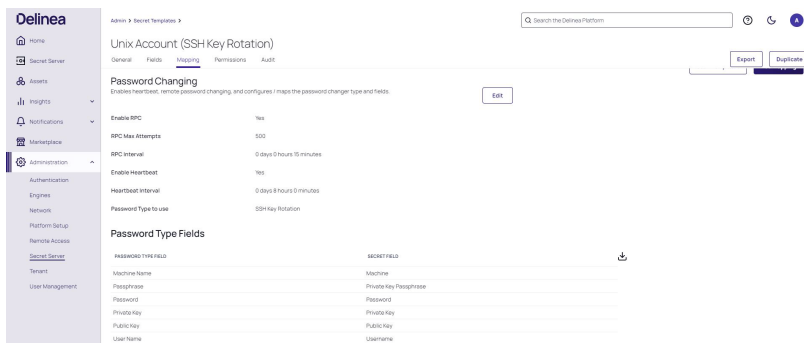 Delinea
Admin > Secret Templates >
Search the Delinea Platform
A
Home
Secret Server
Assets
Insights
Notifications
Marketplace
Administration
Authentication
Engines
Network
Platform Setup
Remote Access
Secret Server
Tenant
User Management
Unix Account (SSH Key Rotation)
General Fields Mapping Permissions Audit
Export Duplicate
Password Changing
Enables heartbeat, remote password changing, and configures / maps the password changer type and fields.
Edit
Enable RPC Yes
RPC Max Attempts 500
RPC Interval 0 days 0 hours 15 minutes
Enable Heartbeat Yes
Heartbeat Interval 0 days 8 hours 0 minutes
Password Type to use SSH Key Rotation
Password Type Fields
PASSWORD TYPE FIELD SECRET FIELD
Machine Name Machine
Passphrase Private Key Passphrase
Password Password
Private Key Private Key
Public Key Public Key
User Name Username